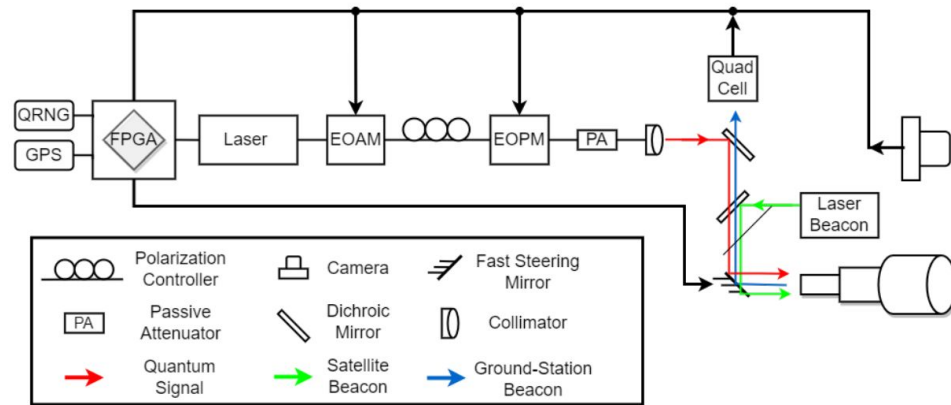 Quad
Cell
QRNG
GPS
FPGA
Laser
EOAM
EOPM
PA
Laser
Beacon
Polarization
Controller
Camera
Fast Steering
Mirror
PA
Passive
Attenuator
Dichroic
Mirror
Collimator
Quantum
Signal
Satellite
Beacon
Ground-Station
Beacon